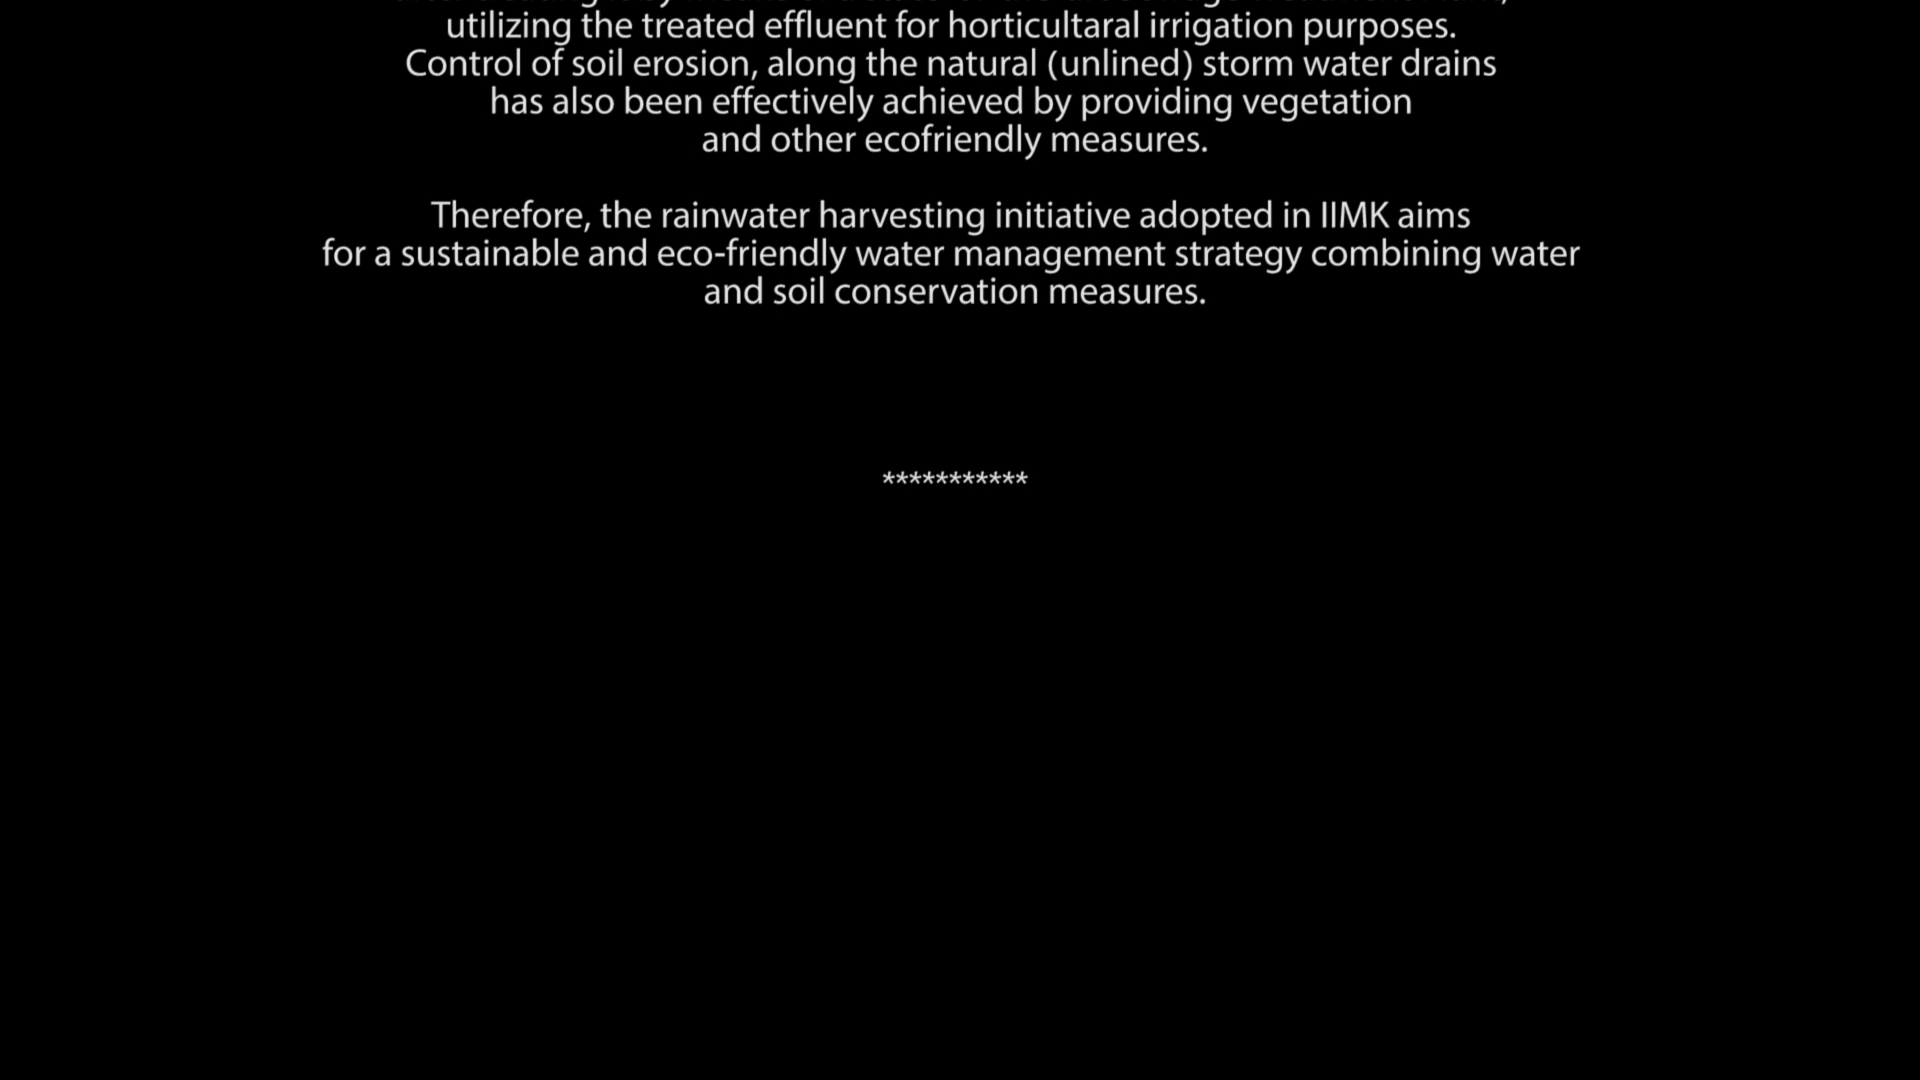 utilizing the treated effluent for horticultaral irrigation purposes.
Control of soil erosion, along the natural (unlined) storm water drains
has also been effectively achieved by providing vegetation
and other ecofriendly measures.
Therefore, the rainwater harvesting initiative adopted in IIMK aims
for a sustainable and eco-friendly water management strategy combining water
and soil conservation measures.
***********